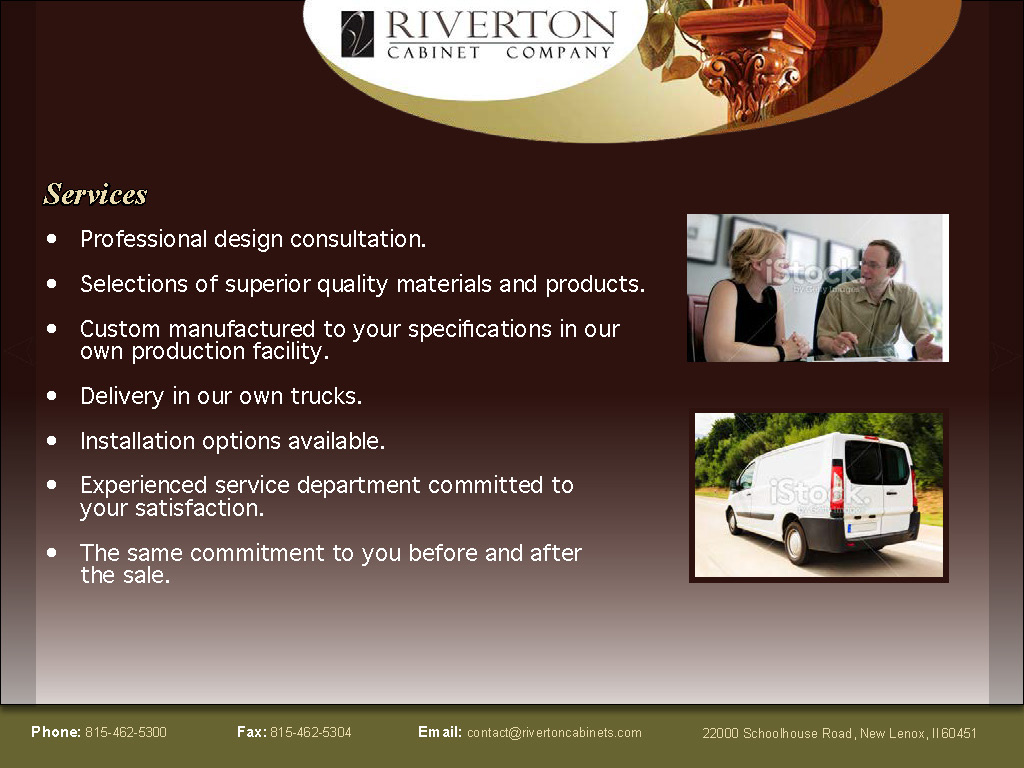 RIVERTON
CABINET COMPANY
Services
• Professional design consultation.
• Selections of superior quality materials and products.
• Custom manufactured to your specifications in our
own production facility.
• Delivery in our own trucks.
• Installation options available.
• Experienced service department committed to
your satisfaction.
• The same commitment to you before and after
the sale.
iStock.
by Getty Images
iStock.
by Getty Images
Phone: 815-462-5300 Fax: 815-462-5304 Email: contact@rivertoncabinets.com 22000 Schoolhouse Road, New Lenox, Il 60451